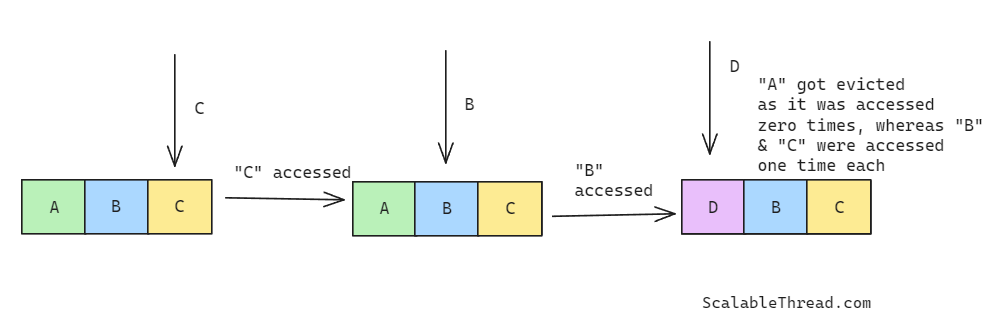 C
B
D
"A" got evicted
as it was accessed
zero times, whereas "B"
& "C" were accessed
one time each
"C" accessed
"B"
accessed
A B C
A B C
D B C
ScalableThread.com